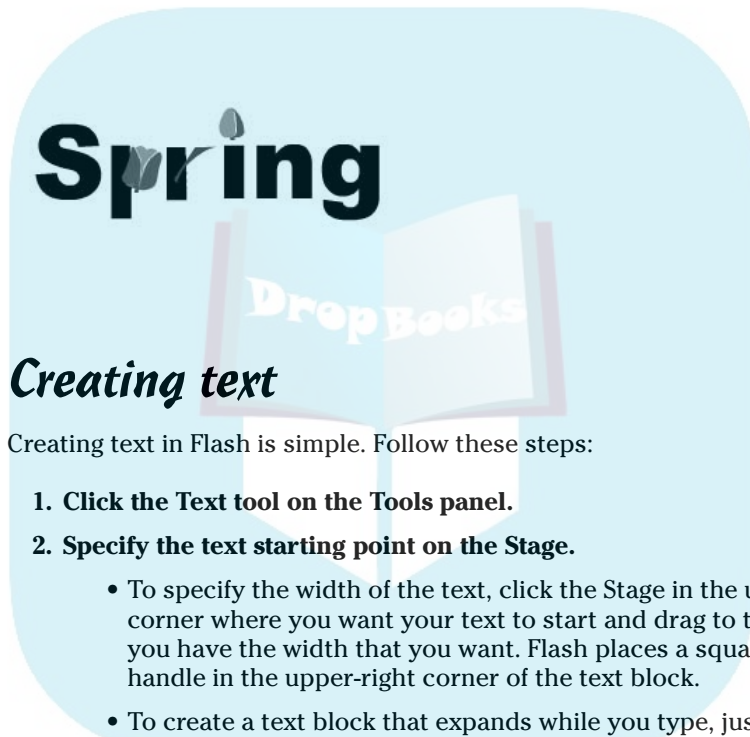 Spring
DropBooks
Creating text
Creating text in Flash is simple. Follow these steps:
1. Click the Text tool on the Tools panel.
2. Specify the text starting point on the Stage.
• To specify the width of the text, click the Stage in the
corner where you want your text to start and drag to
you have the width that you want. Flash places a
handle in the upper-right corner of the text block.
• To create a text block that expands while you type,